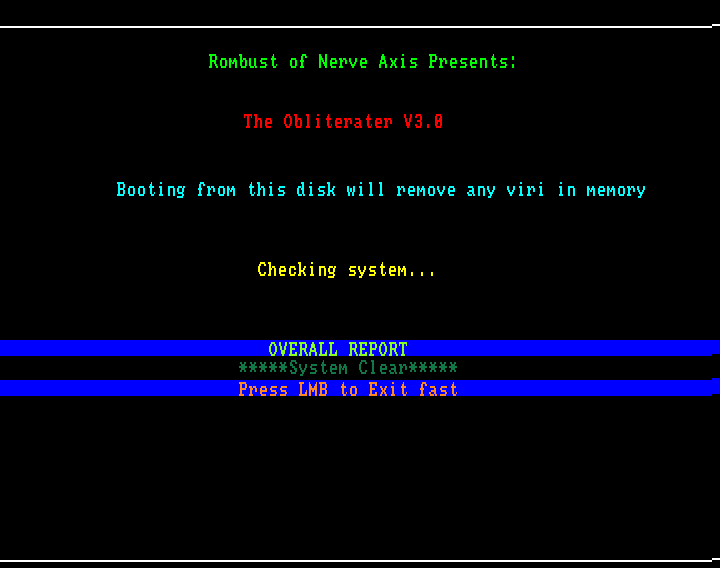 Rombust of Nerve Axis Presents:
The Obliterater V3.0
Booting from this disk will remove any viri in memory
Checking system...
OVERALL REPORT
*****System Clear*****
Press LMB to Exit fast